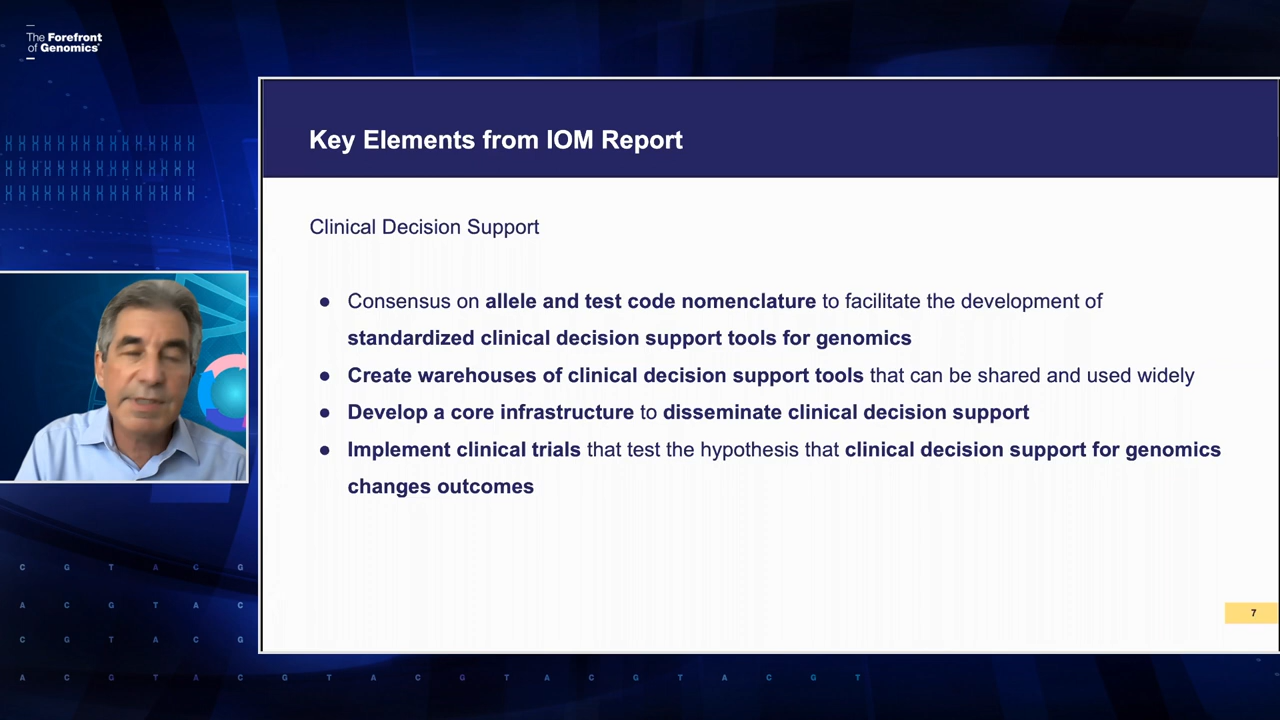 The Forefront
of Genomics®
Key Elements from IOM Report
Clinical Decision Support
● Consensus on allele and test code nomenclature to facilitate the development of
standardized clinical decision support tools for genomics
● Create warehouses of clinical decision support tools that can be shared and used widely
● Develop a core infrastructure to disseminate clinical decision support
● Implement clinical trials that test the hypothesis that clinical decision support for genomics
changes outcomes
7
C G T A C G
A C G T A C
C G T A C G
A C G T A C G T A C G T A C G T A C G T